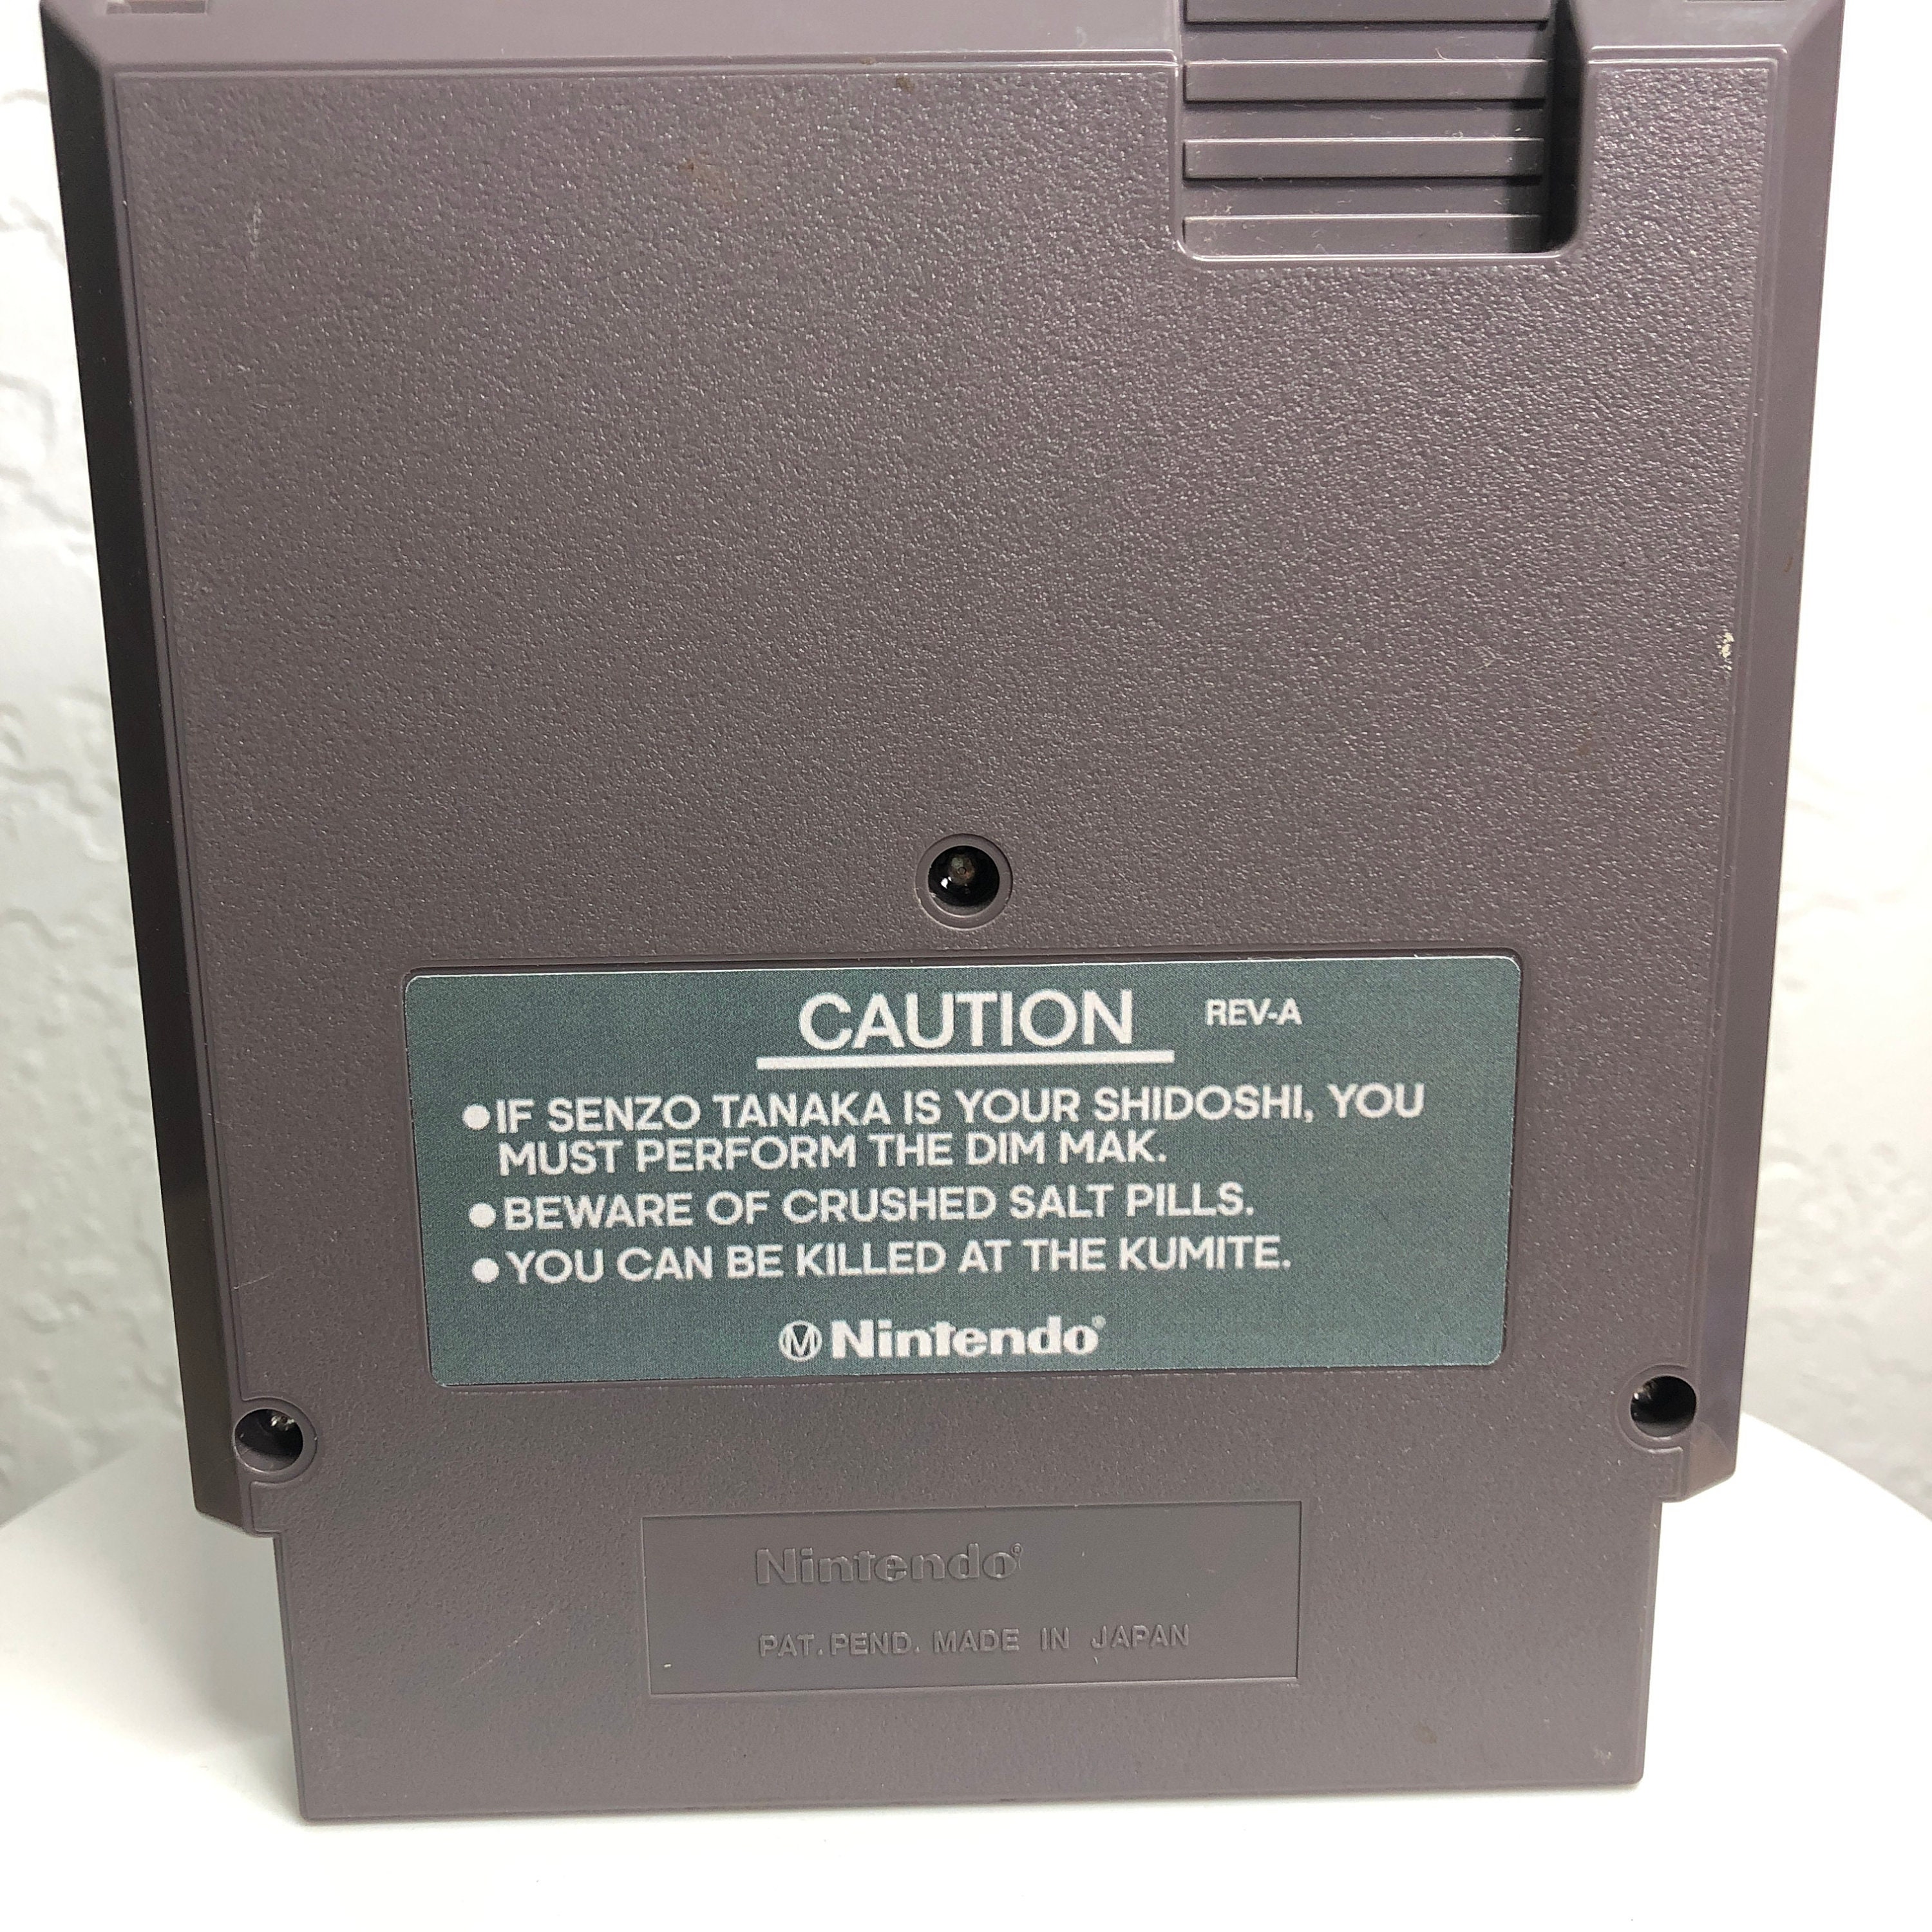 CAUTION REV-A
●IF SENZO TANAKA IS YOUR SHIDOSHI, YOU
MUST PERFORM THE DIM MAK.
●BEWARE OF CRUSHED SALT PILLS.
●YOU CAN BE KILLED AT THE KUMITE.
Ⓜ Nintendo®
Nintendo®
PAT. PEND. MADE IN JAPAN